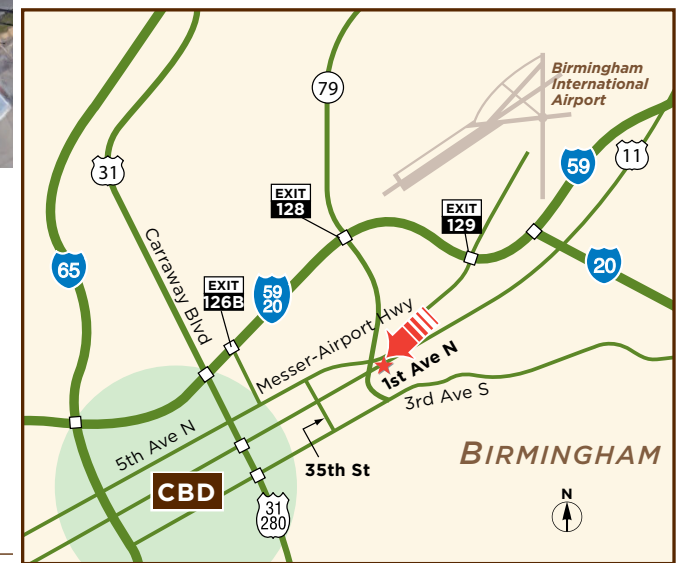 79
Birmingham
International
Airport
31
11
59
EXIT
128
EXIT
129
Carraway Blvd
65
EXIT
126B
59
20
20
Messer-Airport Hwy
1st Ave N
3rd Ave S
5th Ave N
35th St
BIRMINGHAM
CBD
31
280
N